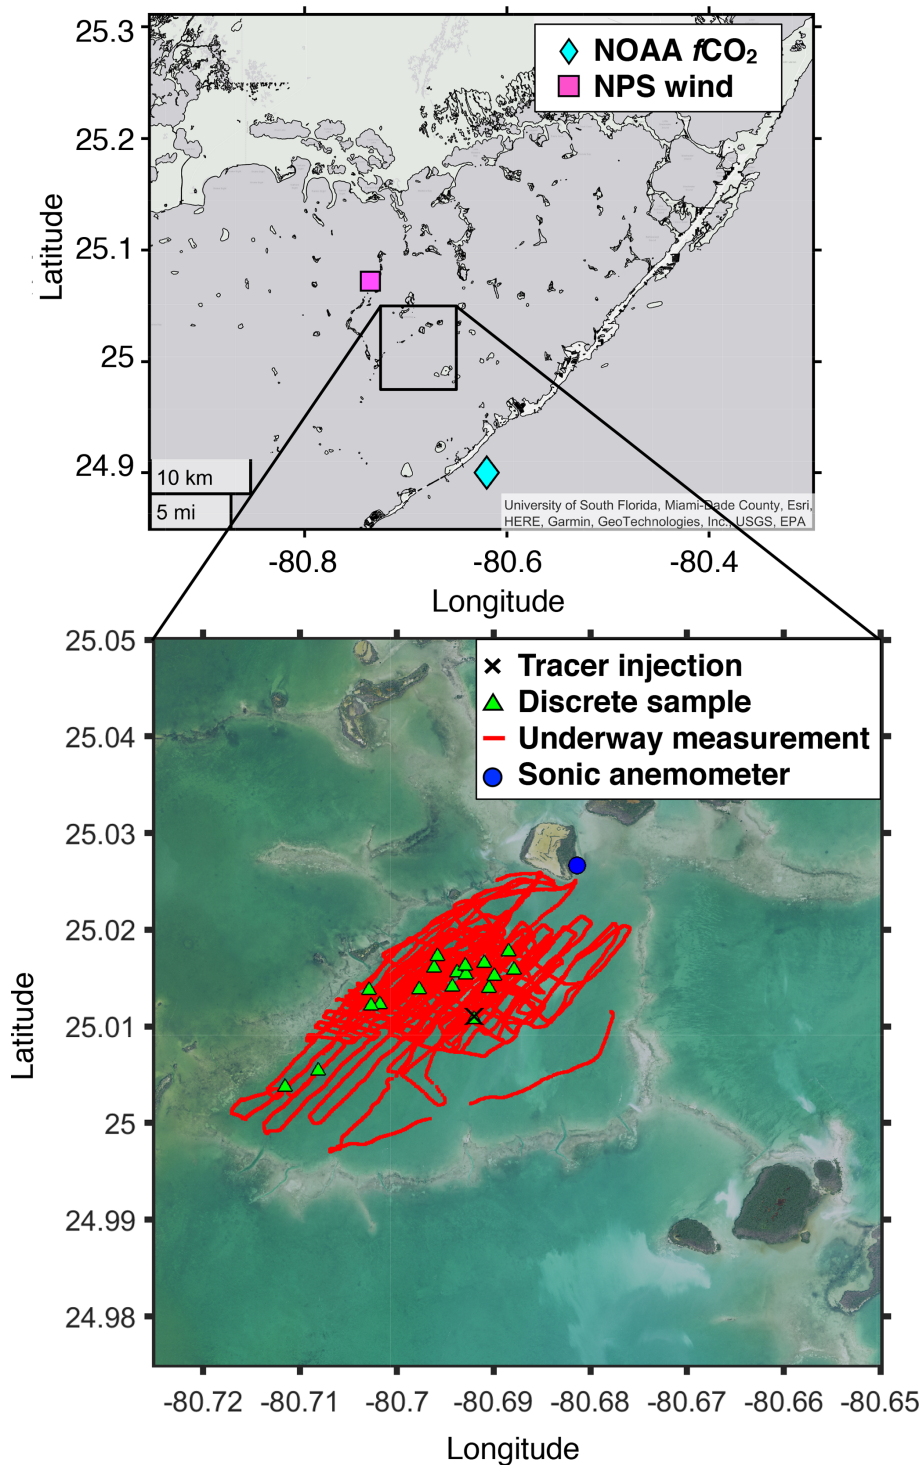 25.3
NOAA fCO₂
NPS wind
25.2
25.1
25
24.9
Latitude
10 km
5 mi
University of South Florida, Miami-Dade County, Esri,
HERE, Garmin, GeoTechnologies, Inc., USGS, EPA
-80.8 -80.6 -80.4
Longitude
25.05
Tracer injection
Discrete sample
Underway measurement
Sonic anemometer
25.04
25.03
25.02
25.01
25
24.99
24.98
Latitude
-80.72 -80.71 -80.7 -80.69 -80.68 -80.67 -80.66 -80.65
Longitude